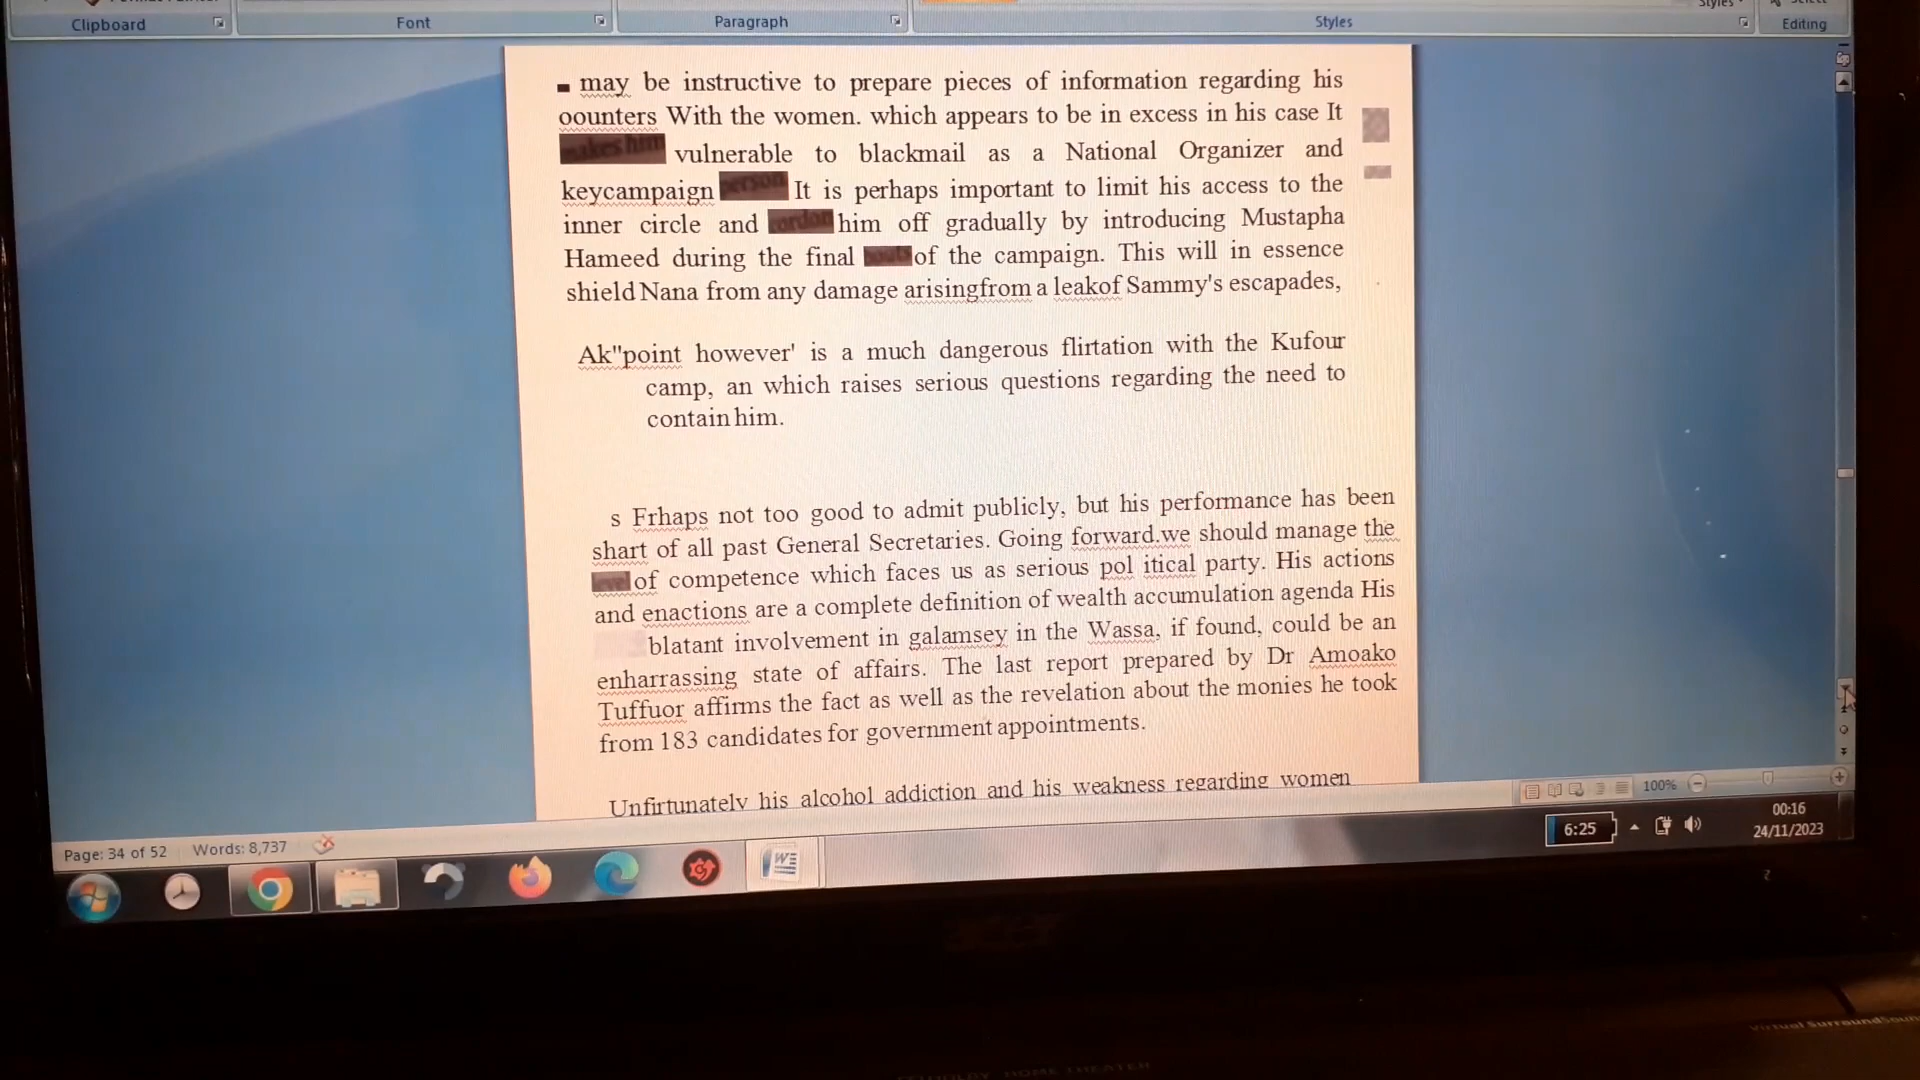 Clipboard Font Paragraph Styles Editing
may be instructive to prepare pieces of information regarding his
oounters With the women. which appears to be in excess in his case It
makes him vulnerable to blackmail as a National Organizer and
keycampaign person It is perhaps important to limit his access to the
inner circle and cordon him off gradually by introducing Mustapha
Hameed during the final of the campaign. This will in essence
shield Nana from any damage arisingfrom a leakof Sammy's escapades,
Ak"point however' is a much dangerous flirtation with the Kufour
camp, an which raises serious questions regarding the need to
contain him.
s Frhaps not too good to admit publicly, but his performance has been
shart of all past General Secretaries. Going forward.we should manage the
level of competence which faces us as serious pol itical party. His actions
and enactions are a complete definition of wealth accumulation agenda His
blatant involvement in galamsey in the Wassa, if found, could be an
enharrassing state of affairs. The last report prepared by Dr Amoako
Tuffuor affirms the fact as well as the revelation about the monies he took
from 183 candidates for government appointments.
Unfirtunately his alcohol addiction and his weakness regarding women
100%
Page: 34 of 52 Words: 8,737
6:25
00:16
24/11/2023